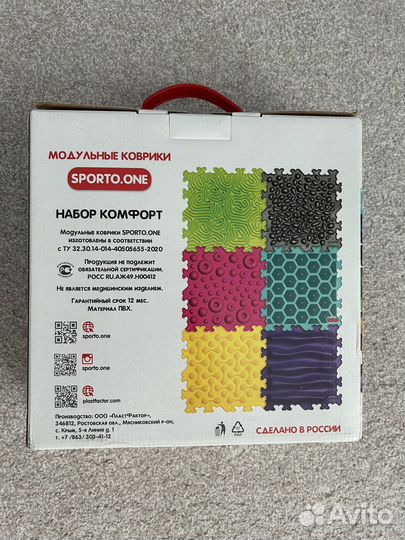 МОДУЛЬНЫЕ КОВРИКИ
SPORTO.ONE
НАБОР КОМФОРТ
Модульные коврики SPORTO.ONE
изготовлены в соответствии
с ТУ 32.30.14-014-40505655-2020
Продукция не подлежит
обязательной сертификации.
РОСС RU.АЖ49.Н00412
Не является медицинским изделием.
Гарантийный срок 12 мес.
Материал ПВХ.
sporto.one
sporto.one
plastfactor.com
Производство: ООО «ПластФактор»,
346812, Ростовская обл., Мясниковский р-он,
с. Крым, 5-я Линия д. 1
т. +7 /863/ 303-41-12
СДЕЛАНО В РОССИИ
Avito